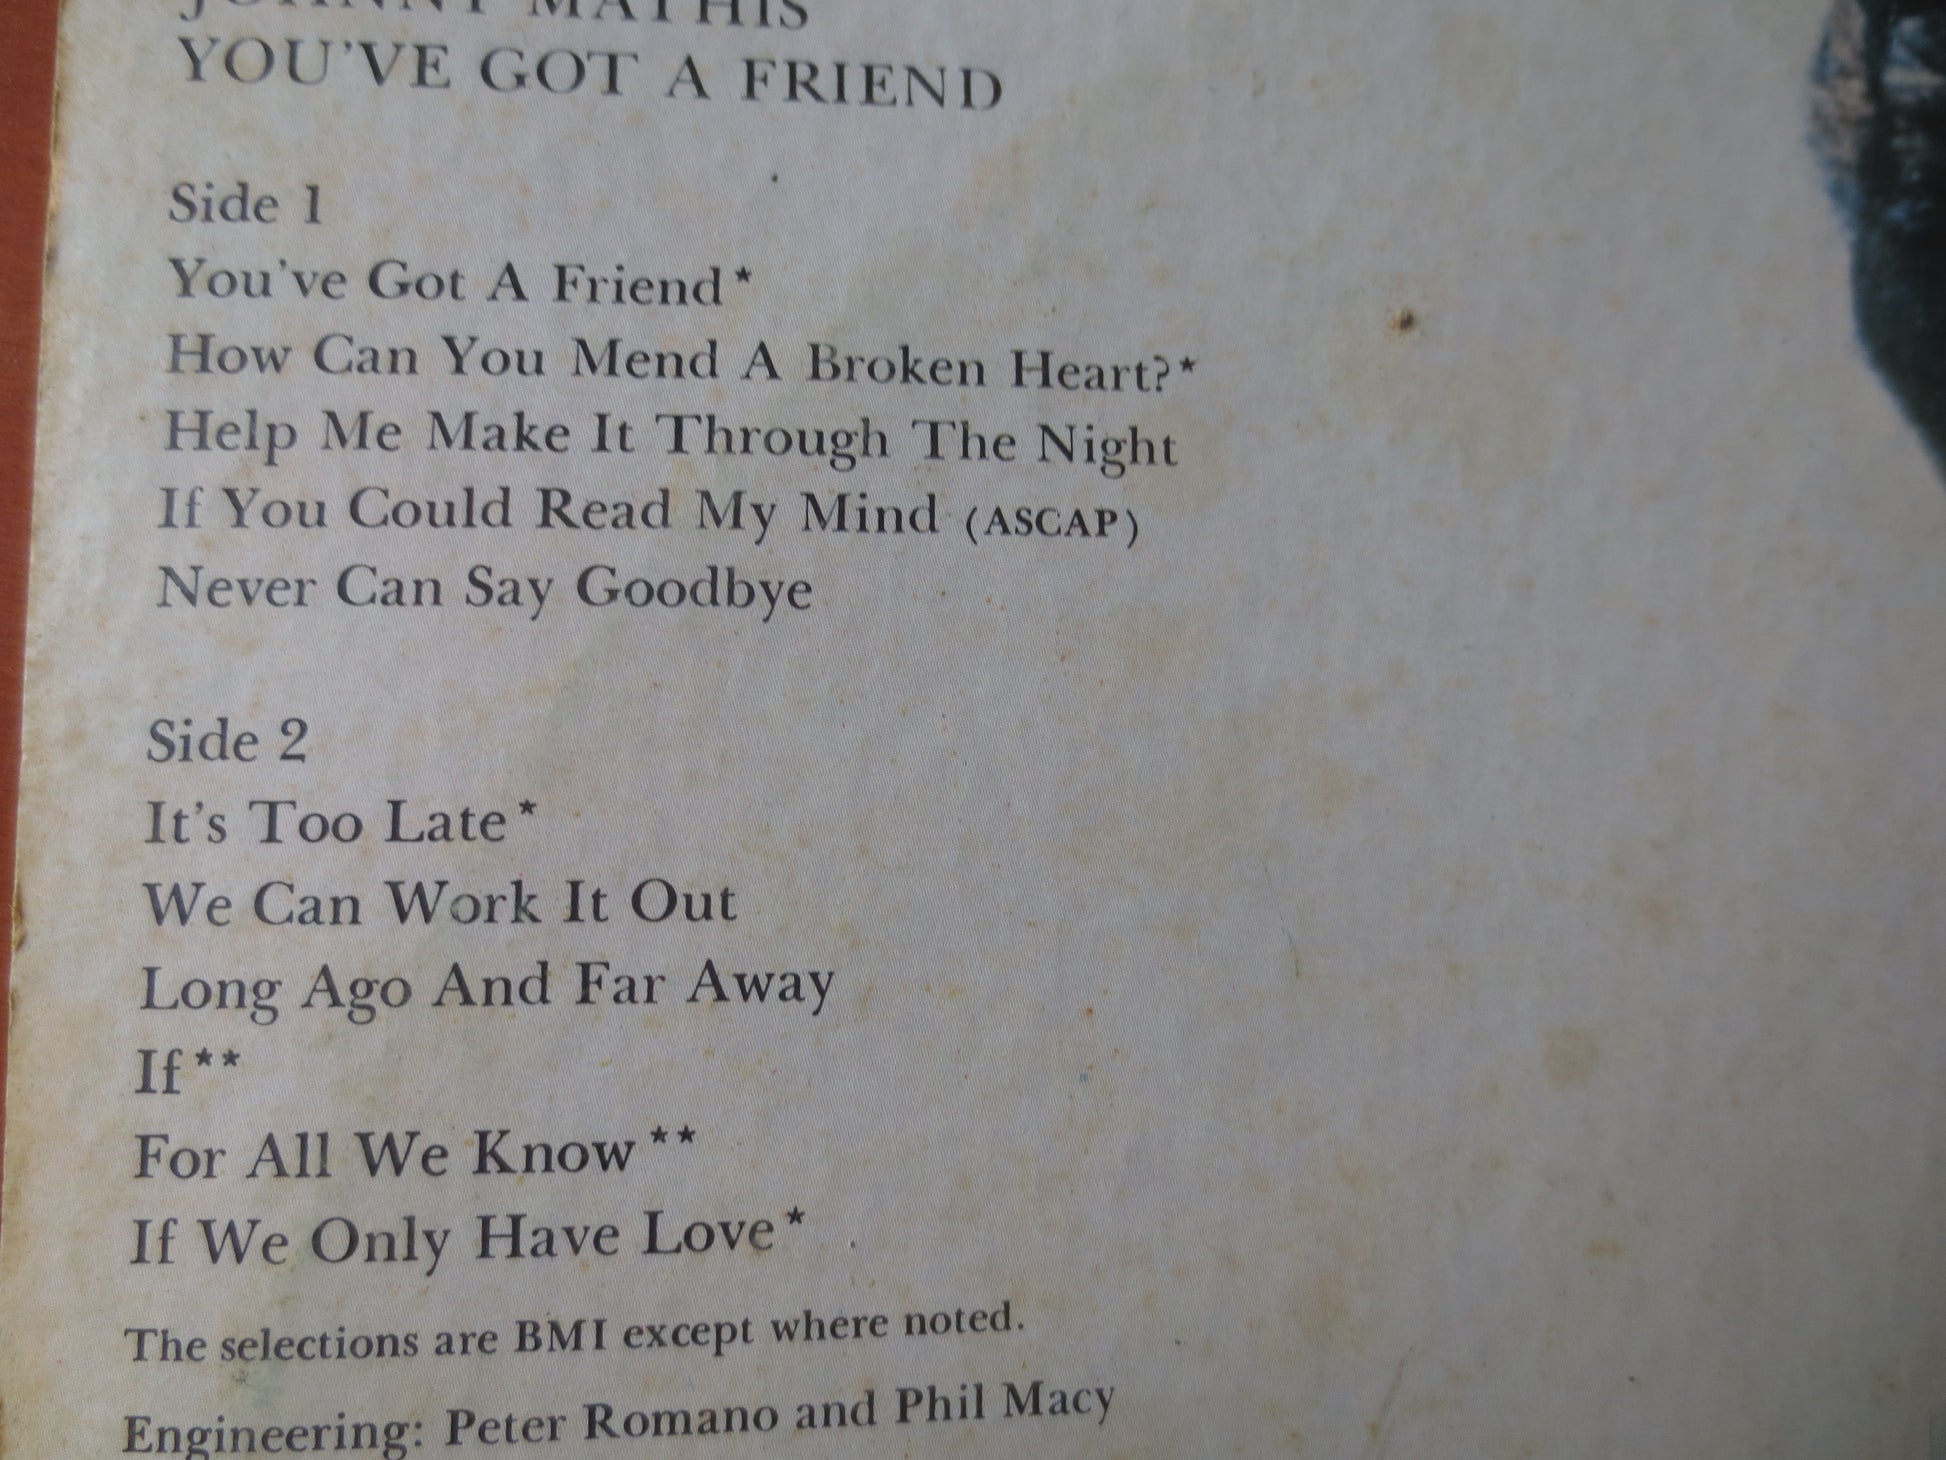 JOHNNY MATHIS
YOU'VE GOT A FRIEND
Side 1
You've Got A Friend*
How Can You Mend A Broken Heart?*
Help Me Make It Through The Night
If You Could Read My Mind (ASCAP)
Never Can Say Goodbye
Side 2
It's Too Late*
We Can Work It Out
Long Ago And Far Away
If**
For All We Know**
If We Only Have Love*
The selections are BMI except where noted.
Engineering: Peter Romano and Phil Macy